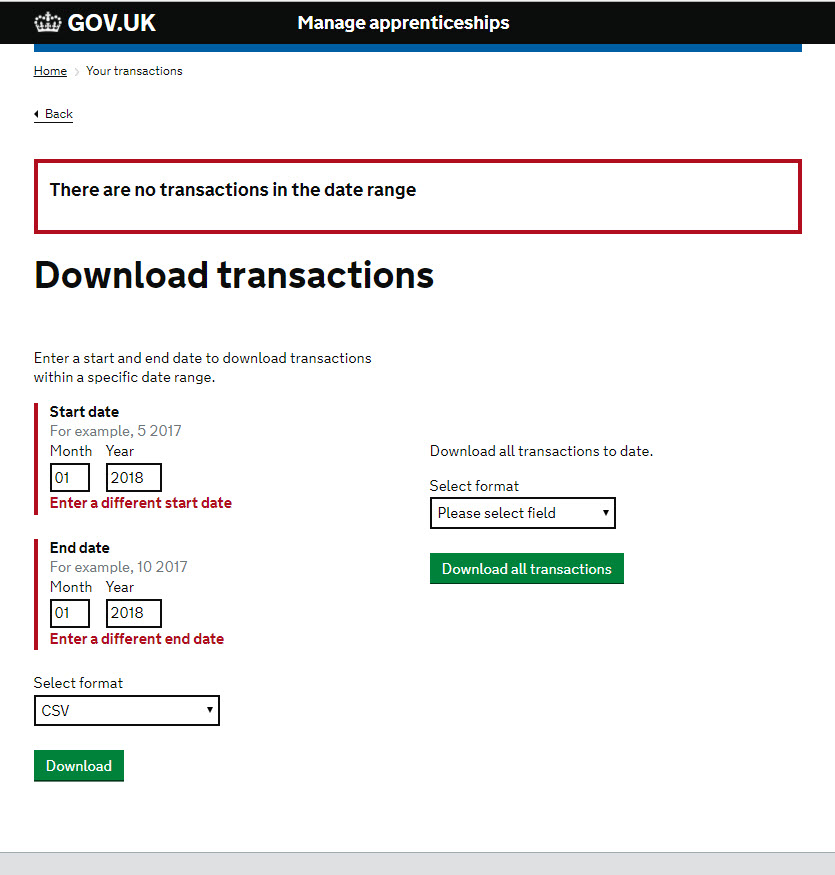 GOV.UK Manage apprenticeships
Home Your transactions
Back
There are no transactions in the date range
Download transactions
Enter a start and end date to download transactions
within a specific date range.
Start date
For example, 5 2017
Month Year
01 2018
Enter a different start date
End date
For example, 10 2017
Month Year
01 2018
Enter a different end date
Select format
CSV
Download
Download all transactions to date.
Select format
Please select field
Download all transactions